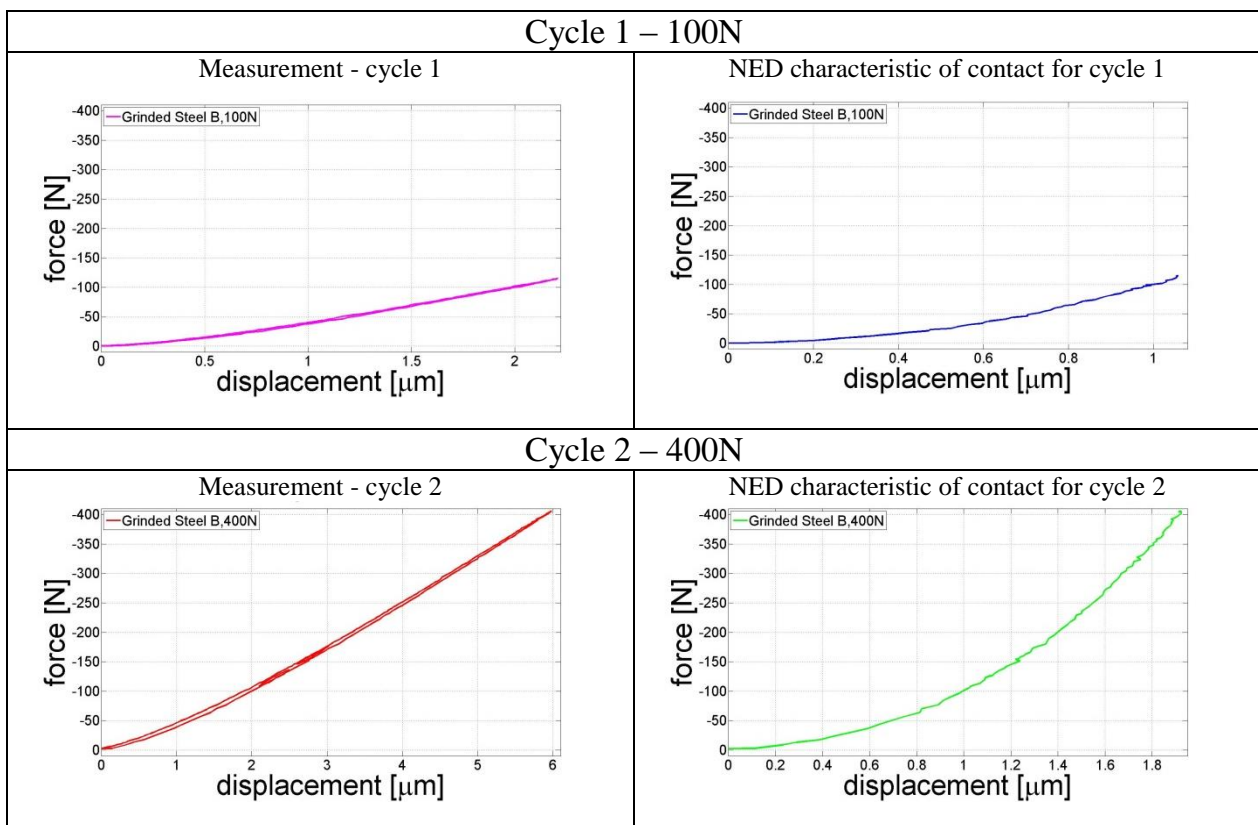 Cycle 1 – 100N
Measurement - cycle 1
Grinded Steel B,100N
-400
-350
-300
-250
-200
-150
-100
-50
0
force [N]
0 0.5 1 1.5 2
displacement [μm]
NED characteristic of contact for cycle 1
Grinded Steel B,100N
-400
-350
-300
-250
-200
-150
-100
-50
0
force [N]
0 0.2 0.4 0.6 0.8 1
displacement [μm]
Cycle 2 – 400N
Measurement - cycle 2
Grinded Steel B,400N
-400
-350
-300
-250
-200
-150
-100
-50
0
force [N]
0 1 2 3 4 5 6
displacement [μm]
NED characteristic of contact for cycle 2
Grinded Steel B,400N
-400
-350
-300
-250
-200
-150
-100
-50
0
force [N]
0 0.2 0.4 0.6 0.8 1 1.2 1.4 1.6 1.8
displacement [μm]